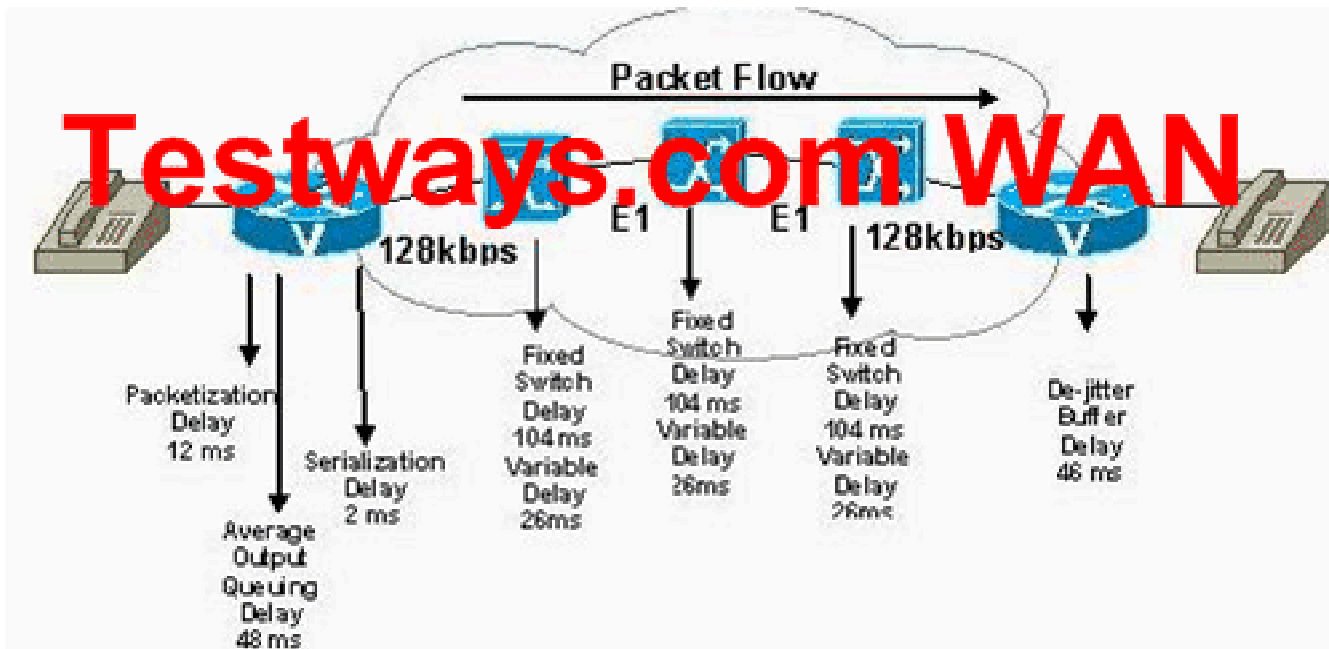 Packet Flow
Testways.com WAN
V
128kbps
E1
E1
128kbps
V
Packetization
Delay
12 ms
Average
Output
Queuing
Delay
48 ms
Serialization
Delay
2 ms
Fixed
Switch
Delay
104 ms
Variable
Delay
26ms
Fixed
Switch
Delay
104 ms
Variable
Delay
26ms
Fixed
Switch
Delay
104 ms
Variable
Delay
26ms
De-jitter
Buffer
Delay
46 ms